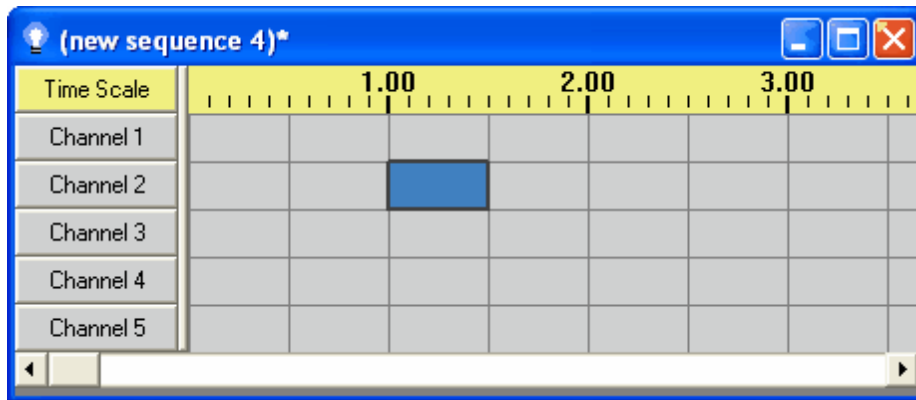 (new sequence 4)*
Time Scale 1.00 2.00 3.00
Channel 1
Channel 2
Channel 3
Channel 4
Channel 5